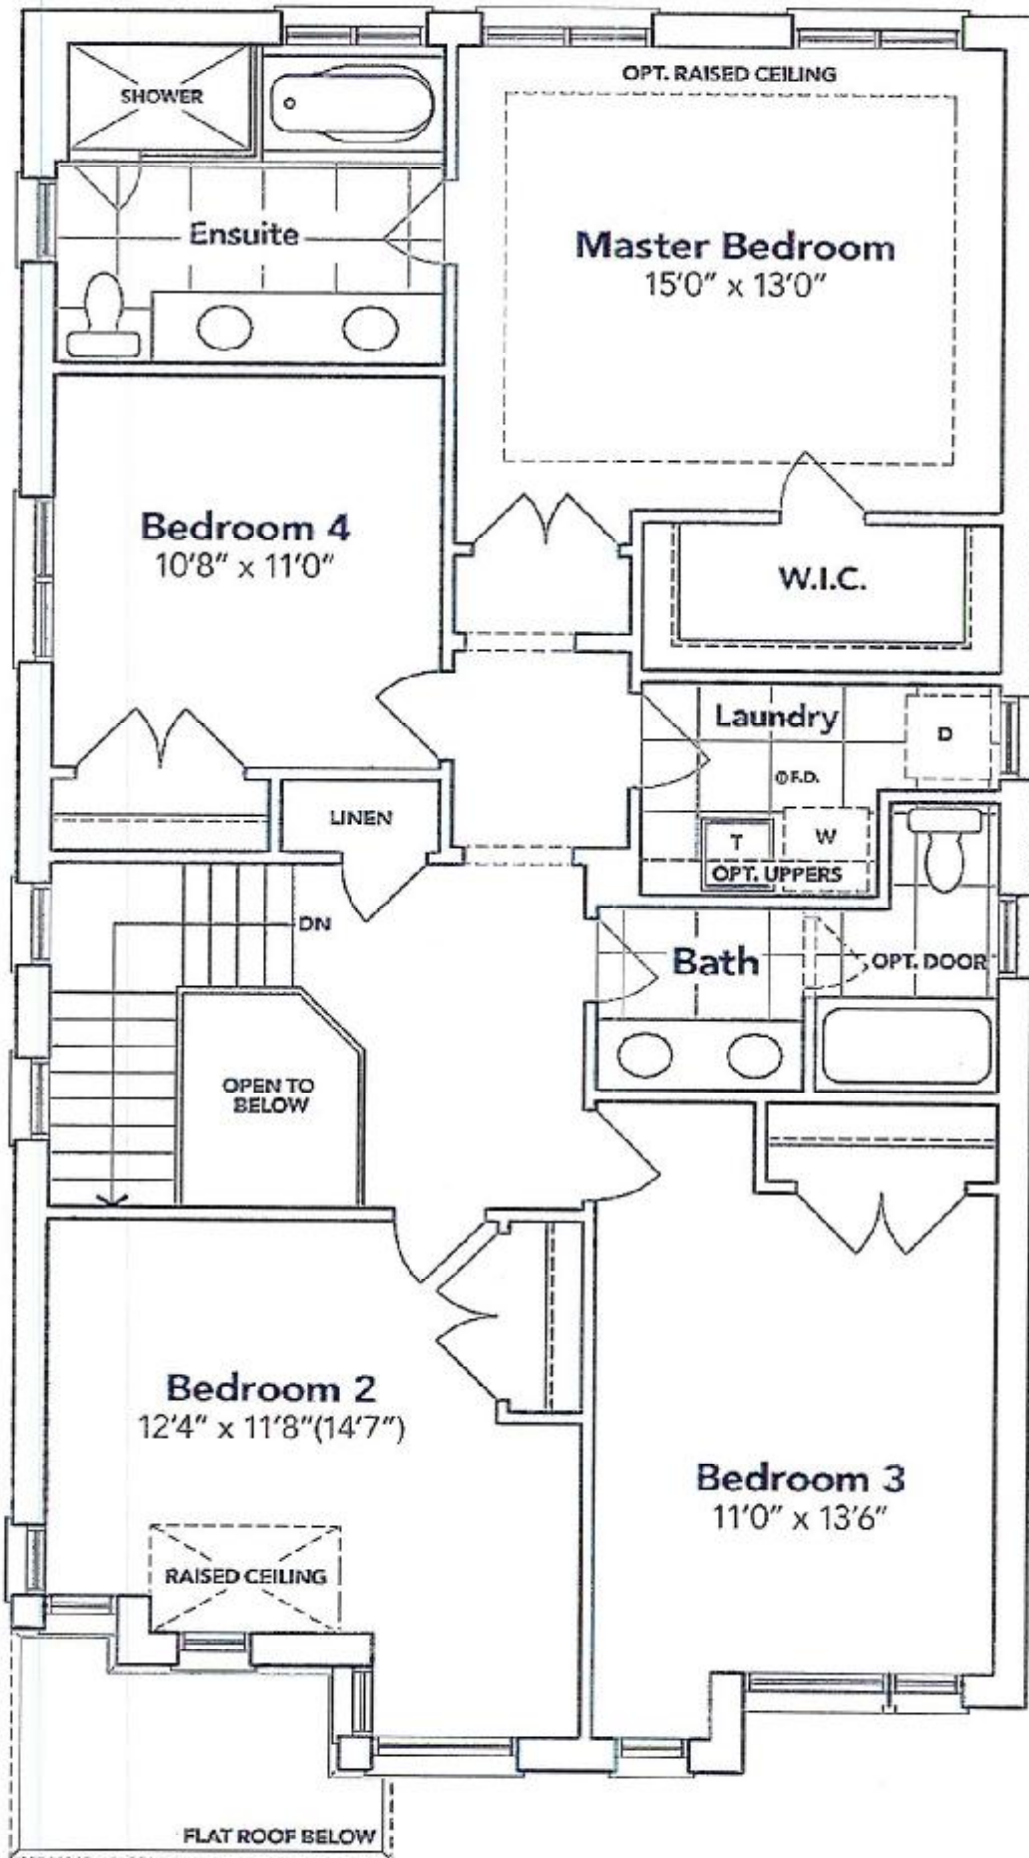 OPT. RAISED CEILING
SHOWER
Ensuite
Master Bedroom
15'0" x 13'0"
Bedroom 4
10'8" x 11'0"
W.I.C.
Laundry
D
F.D.
LINEN
T
W
OPT. UPPERS
DN
Bath
OPT. DOOR
OPEN TO
BELOW
Bedroom 2
12'4" x 11'8"(14'7")
Bedroom 3
11'0" x 13'6"
RAISED CEILING
FLAT ROOF BELOW